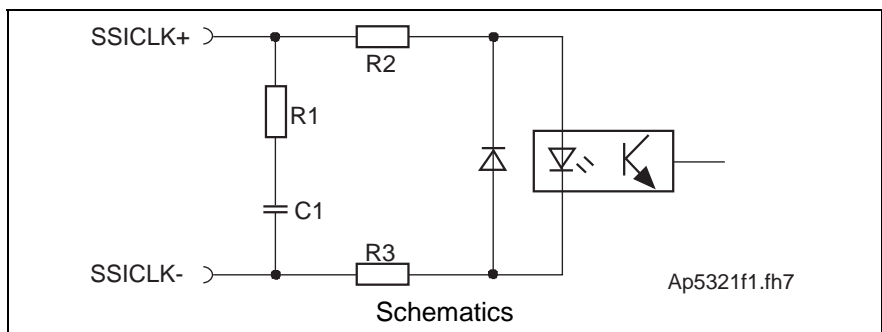 SSICLK+
R2
R1
C1
R3
SSICLK-
Ap5321f1.fh7
Schematics